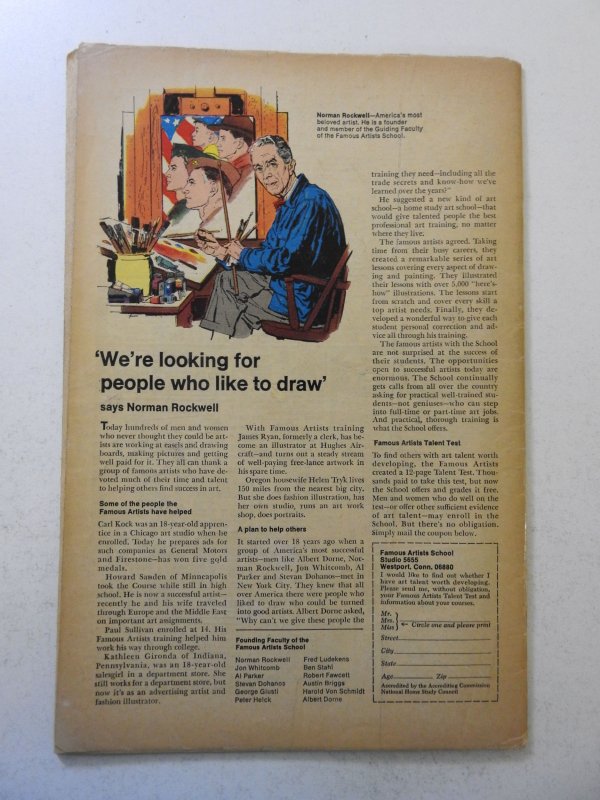 Norman Rockwell—America's most
beloved artist. He is a founder
and member of the Guiding Faculty
of the Famous Artists School.
'We're looking for
people who like to draw'
says Norman Rockwell
Today hundreds of men and women
who never thought they could be art-
ists are working at easels and drawing
boards, making pictures and getting
well paid for it. They all can thank a
group of famous artists who have de-
voted much of their time and talent
to helping others find success in art.
Some of the people the
Famous Artists have helped
Carl Kock was an 18-year-old appren-
tice in a Chicago art studio when he
enrolled. Today he prepares ads for
such companies as General Motors
and Firestone—has won five gold
medals.
Howard Sanden of Minneapolis
took the Course while still in high
school. He is now a successful artist—
recently he and his wife traveled
through Europe and the Middle East
on important art assignments.
Paul Sullivan enrolled at 14. His
Famous Artists training helped him
work his way through college.
Kathleen Gironda of Indiana,
Pennsylvania, was an 18-year-old
salesgirl in a department store. She
still works for a department store, but
now it's as an advertising artist and
fashion illustrator.
With Famous Artists training
James Ryan, formerly a clerk, has be-
come an illustrator at Hughes Air-
craft—and turns out a steady stream
of well-paying free-lance artwork in
his spare time.
Oregon housewife Helen Tryk lives
150 miles from the nearest big city.
But she does fashion illustration, has
her own studio, runs an art work
shop, does portraits.
A plan to help others
It started over 18 years ago when a
group of America's most successful
artists—men like Albert Dorne, Nor-
man Rockwell, Jon Whitcomb, Al
Parker and Stevan Dohanos—met in
New York City. They knew that all
over America there were people who
liked to draw who could be turned
into good artists. Albert Dorne asked,
"Why can't we give these people the
Founding Faculty of the
Famous Artists School
Norman Rockwell
Jon Whitcomb
Al Parker
Stevan Dohanos
George Giusti
Peter Helck
Fred Ludekens
Ben Stahl
Robert Fawcett
Austin Briggs
Harold Von Schmidt
Albert Dorne
training they need—including all the
trade secrets and know-how we've
learned over the years?"
He suggested a new kind of art
school—a home study art school—that
would give talented people the best
professional art training, no matter
where they live.
The famous artists agreed. Taking
time from their busy careers, they
created a remarkable series of art
lessons covering every aspect of draw-
ing and painting. They illustrated
their lessons with over 5,000 "here's-
how" illustrations. The lessons start
from scratch and cover every skill a
top artist needs. Finally, they de-
veloped a wonderful way to give each
student personal correction and ad-
vice all through his training.
The famous artists with the School
are not surprised at the success of
their students. The opportunities
open to successful artists today are
enormous. The School continually
gets calls from all over the country
asking for practical well-trained stu-
dents—not geniuses—who can step
into full-time or part-time art jobs.
And practical, thorough training is
what the School offers.
Famous Artists Talent Test
To find others with art talent worth
developing, the Famous Artists
created a 12-page Talent Test. Thou-
sands paid to take this test, but now
the School offers and grades it free.
Men and women who do well on the
test—or offer other sufficient evidence
of art talent—may enroll in the
School. But there's no obligation.
Simply mail the coupon below.
Famous Artists School
Studio 5655
Westport, Conn. 06880
I would like to find out whether I
have art talent worth developing.
Please send me, without obligation,
your Famous Artists Talent Test and
information about your courses.
Mr.
Mrs. ← Circle one and please print
Miss
Street
City
State
Age Zip
Accredited by the Accrediting Commission
National Home Study Council